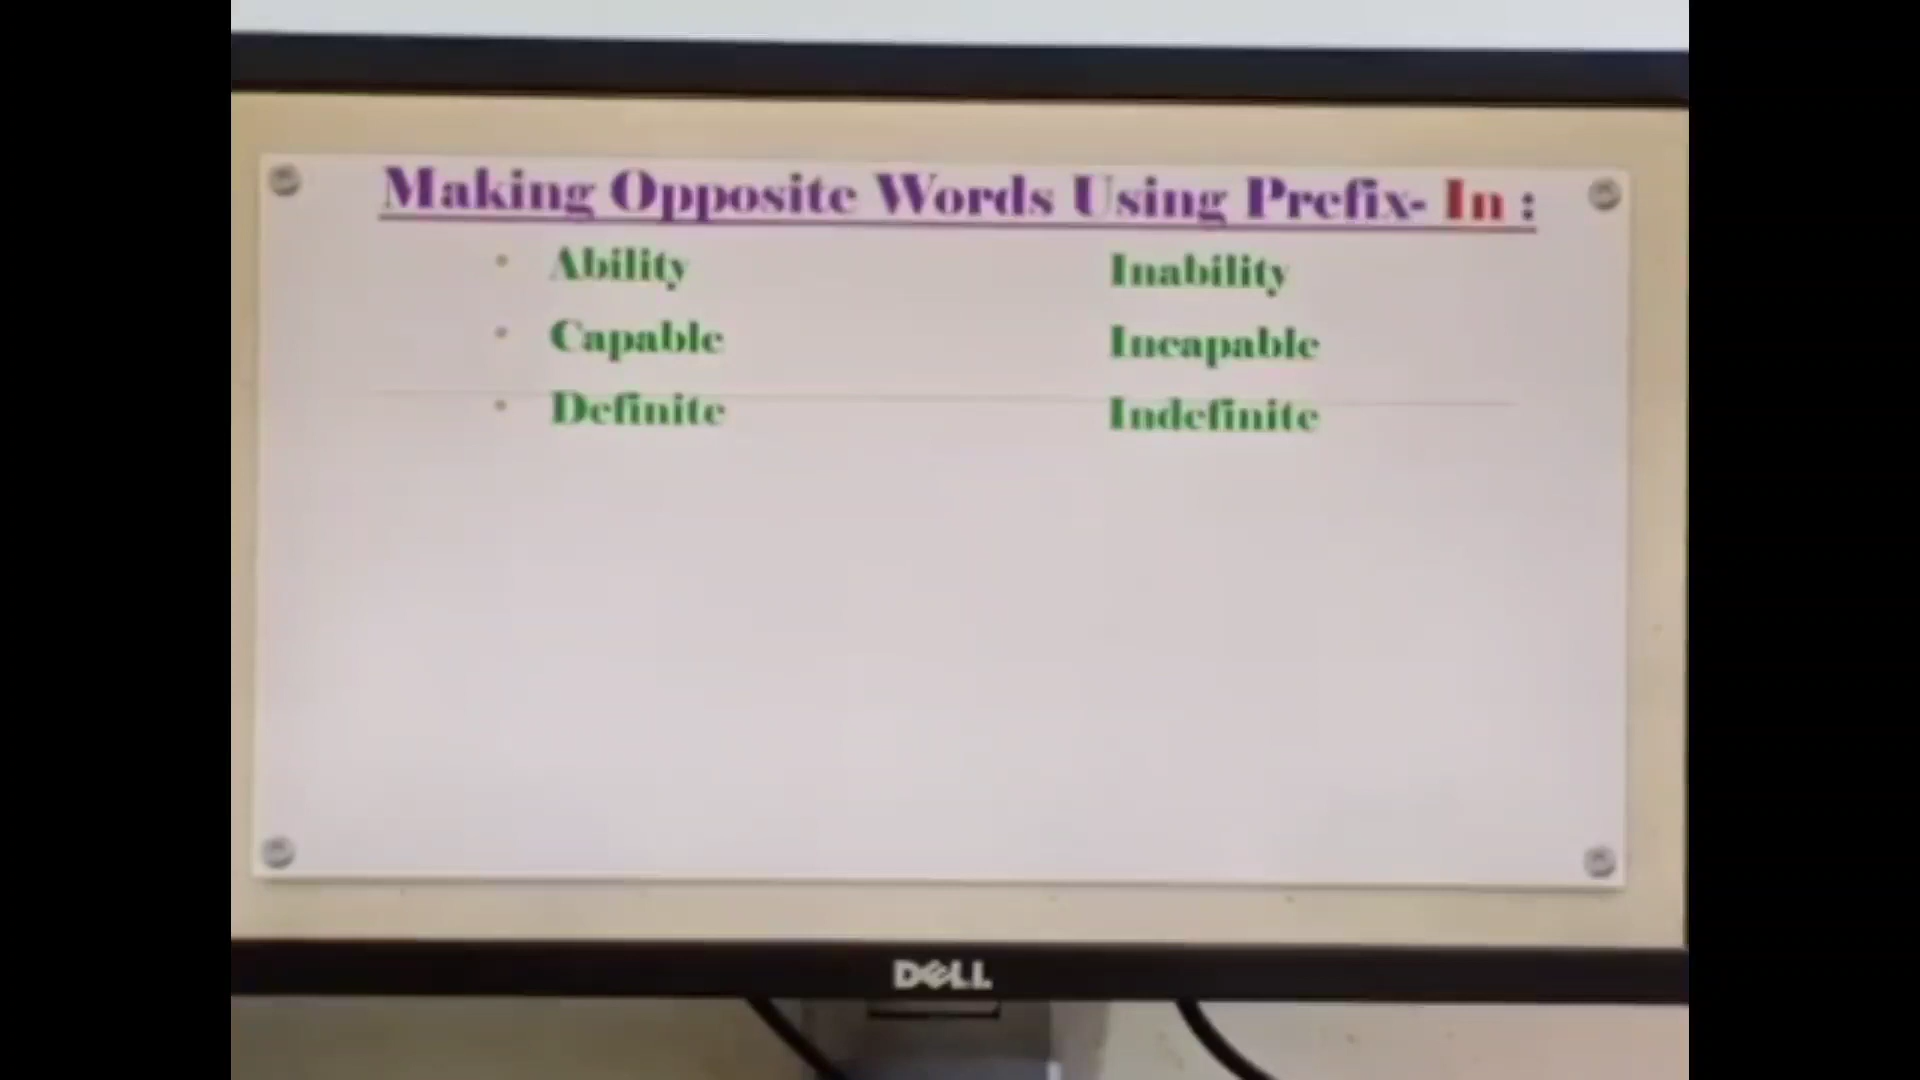 Making Opposite Words Using Prefix- In :
• Ability Inability
• Capable Incapable
• Definite Indefinite
DELL